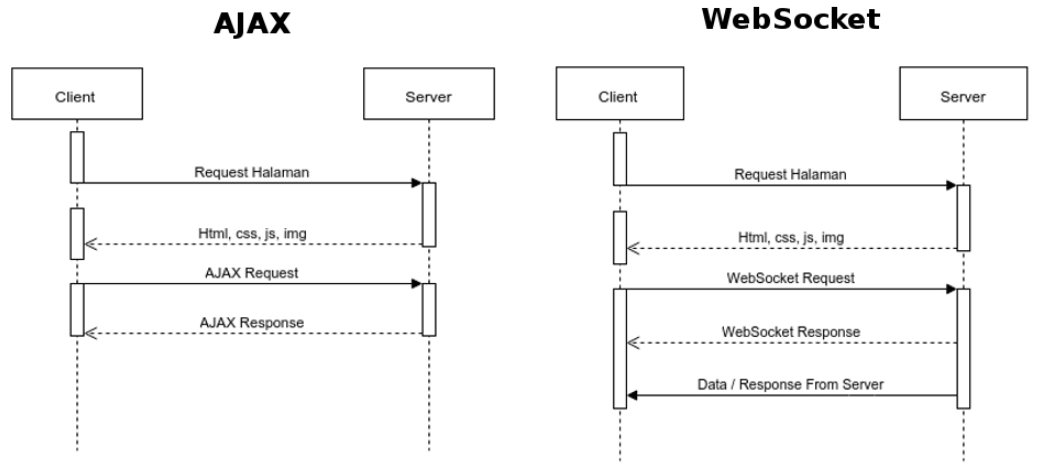 AJAX
Client
Server
Request Halaman
Html, css, js, img
AJAX Request
AJAX Response
WebSocket
Client
Server
Request Halaman
Html, css, js, img
WebSocket Request
WebSocket Response
Data / Response From Server